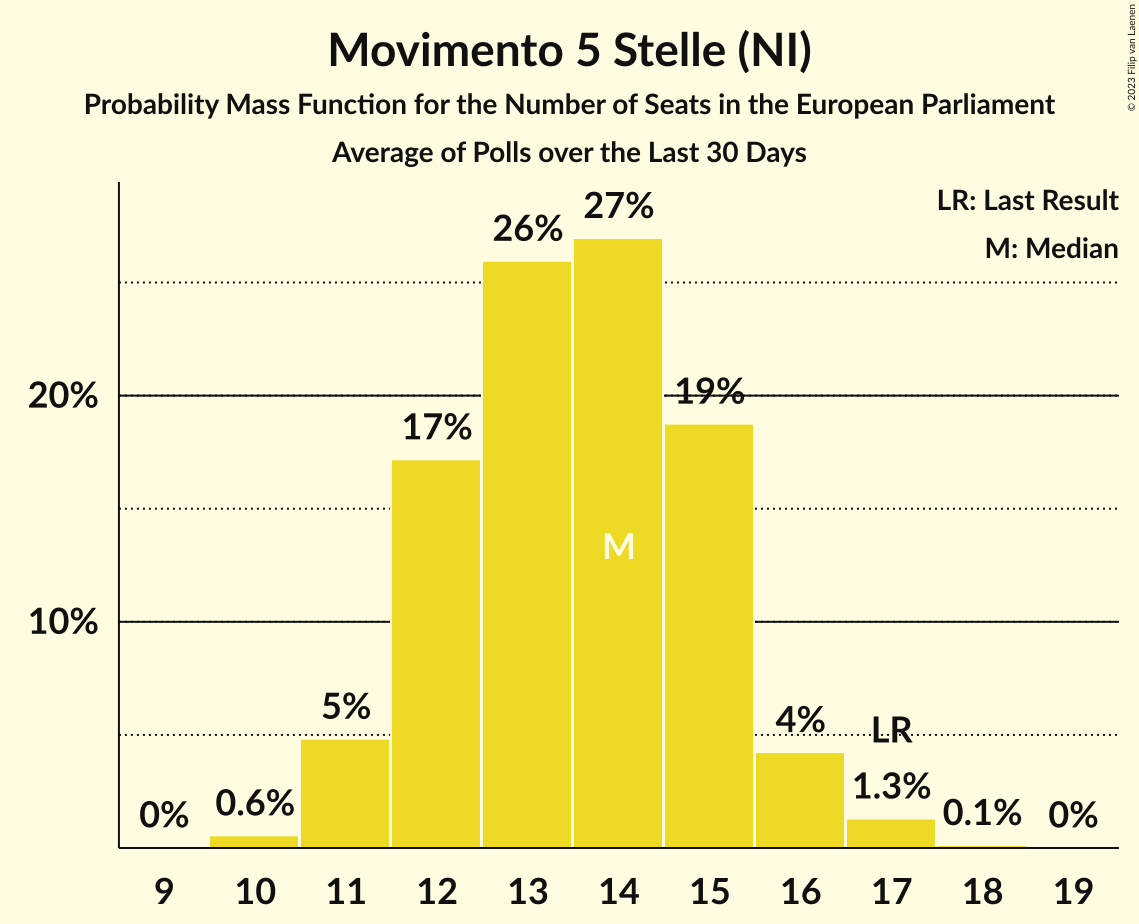 Movimento 5 Stelle (NI)
Probability Mass Function for the Number of Seats in the European Parliament
Average of Polls over the Last 30 Days
© 2023 Filip van Laenen
LR: Last Result
M: Median
27%
26%
19%
20%
17%
M
10%
5%
4%
LR
1.3%
0.6%
0.1%
0%
0%
9 10 11 12 13 14 15 16 17 18 19